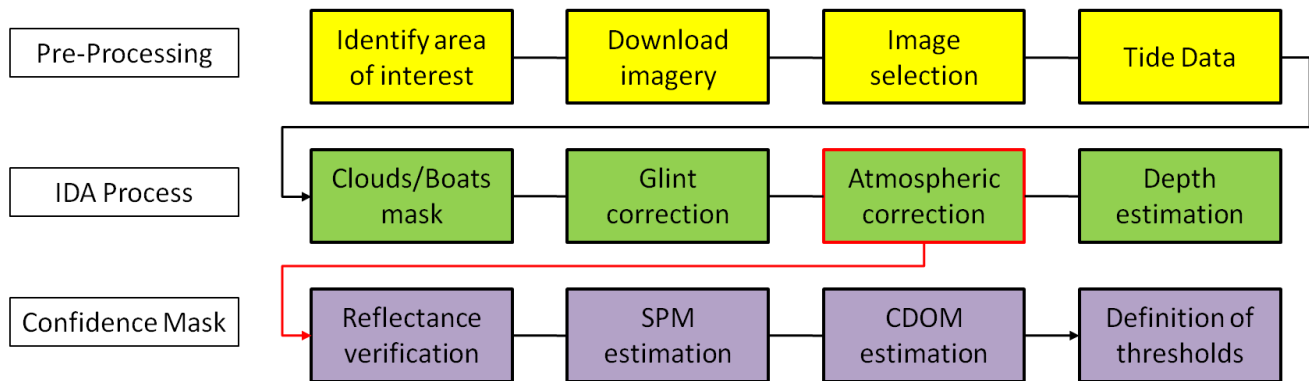 Pre-Processing
Identify area
of interest
Download
imagery
Image
selection
Tide Data
IDA Process
Clouds/Boats
mask
Glint
correction
Atmospheric
correction
Depth
estimation
Confidence Mask
Reflectance
verification
SPM
estimation
CDOM
estimation
Definition of
thresholds